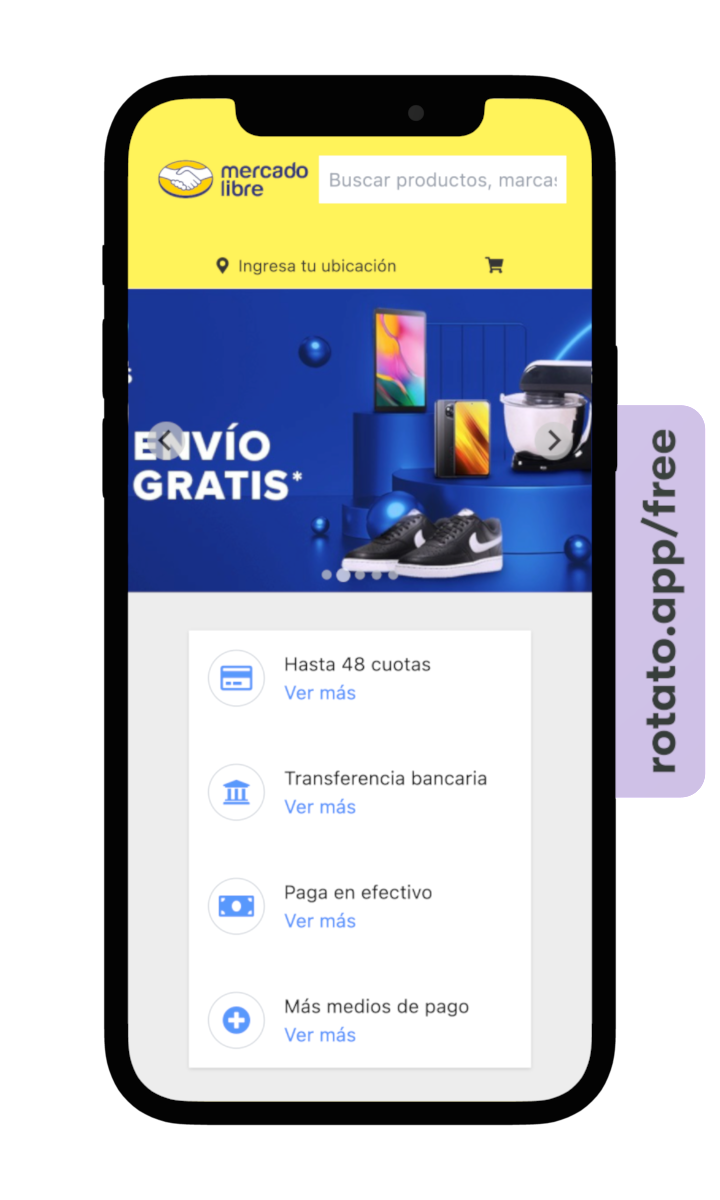 mercado
libre
Buscar productos, marcas
Ingresa tu ubicación
ENVÍO
GRATIS*
Hasta 48 cuotas
Ver más
Transferencia bancaria
Ver más
Paga en efectivo
Ver más
Más medios de pago
Ver más
rotato.app/free